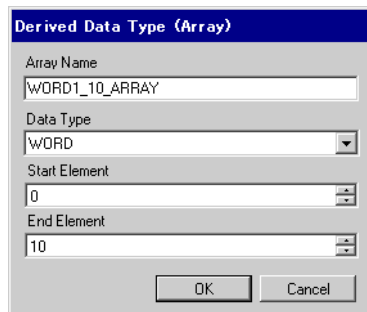 Derived Data Type (Array)
Array Name
WORD1_10_ARRAY
Data Type
WORD
Start Element
0
End Element
10
OK Cancel